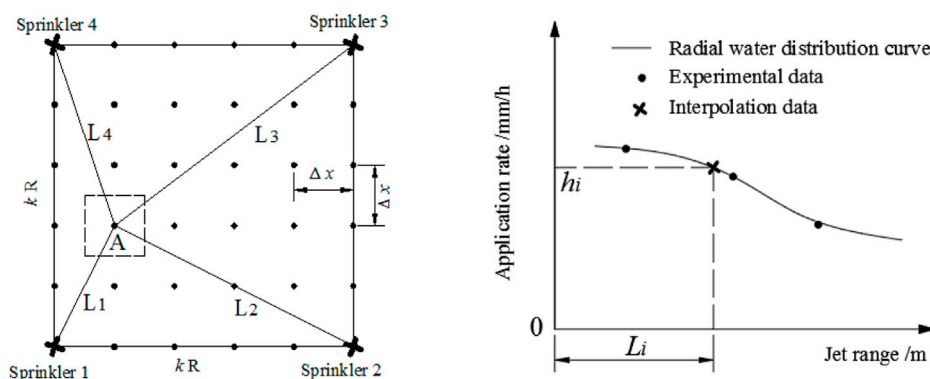 Sprinkler 4
Sprinkler 3
L4
L3
Δx
Δx
kR
A
L1
L2
Sprinkler 1
kR
Sprinkler 2
Application rate /mm/h
Radial water distribution curve
Experimental data
Interpolation data
hi
0
Li
Jet range /m